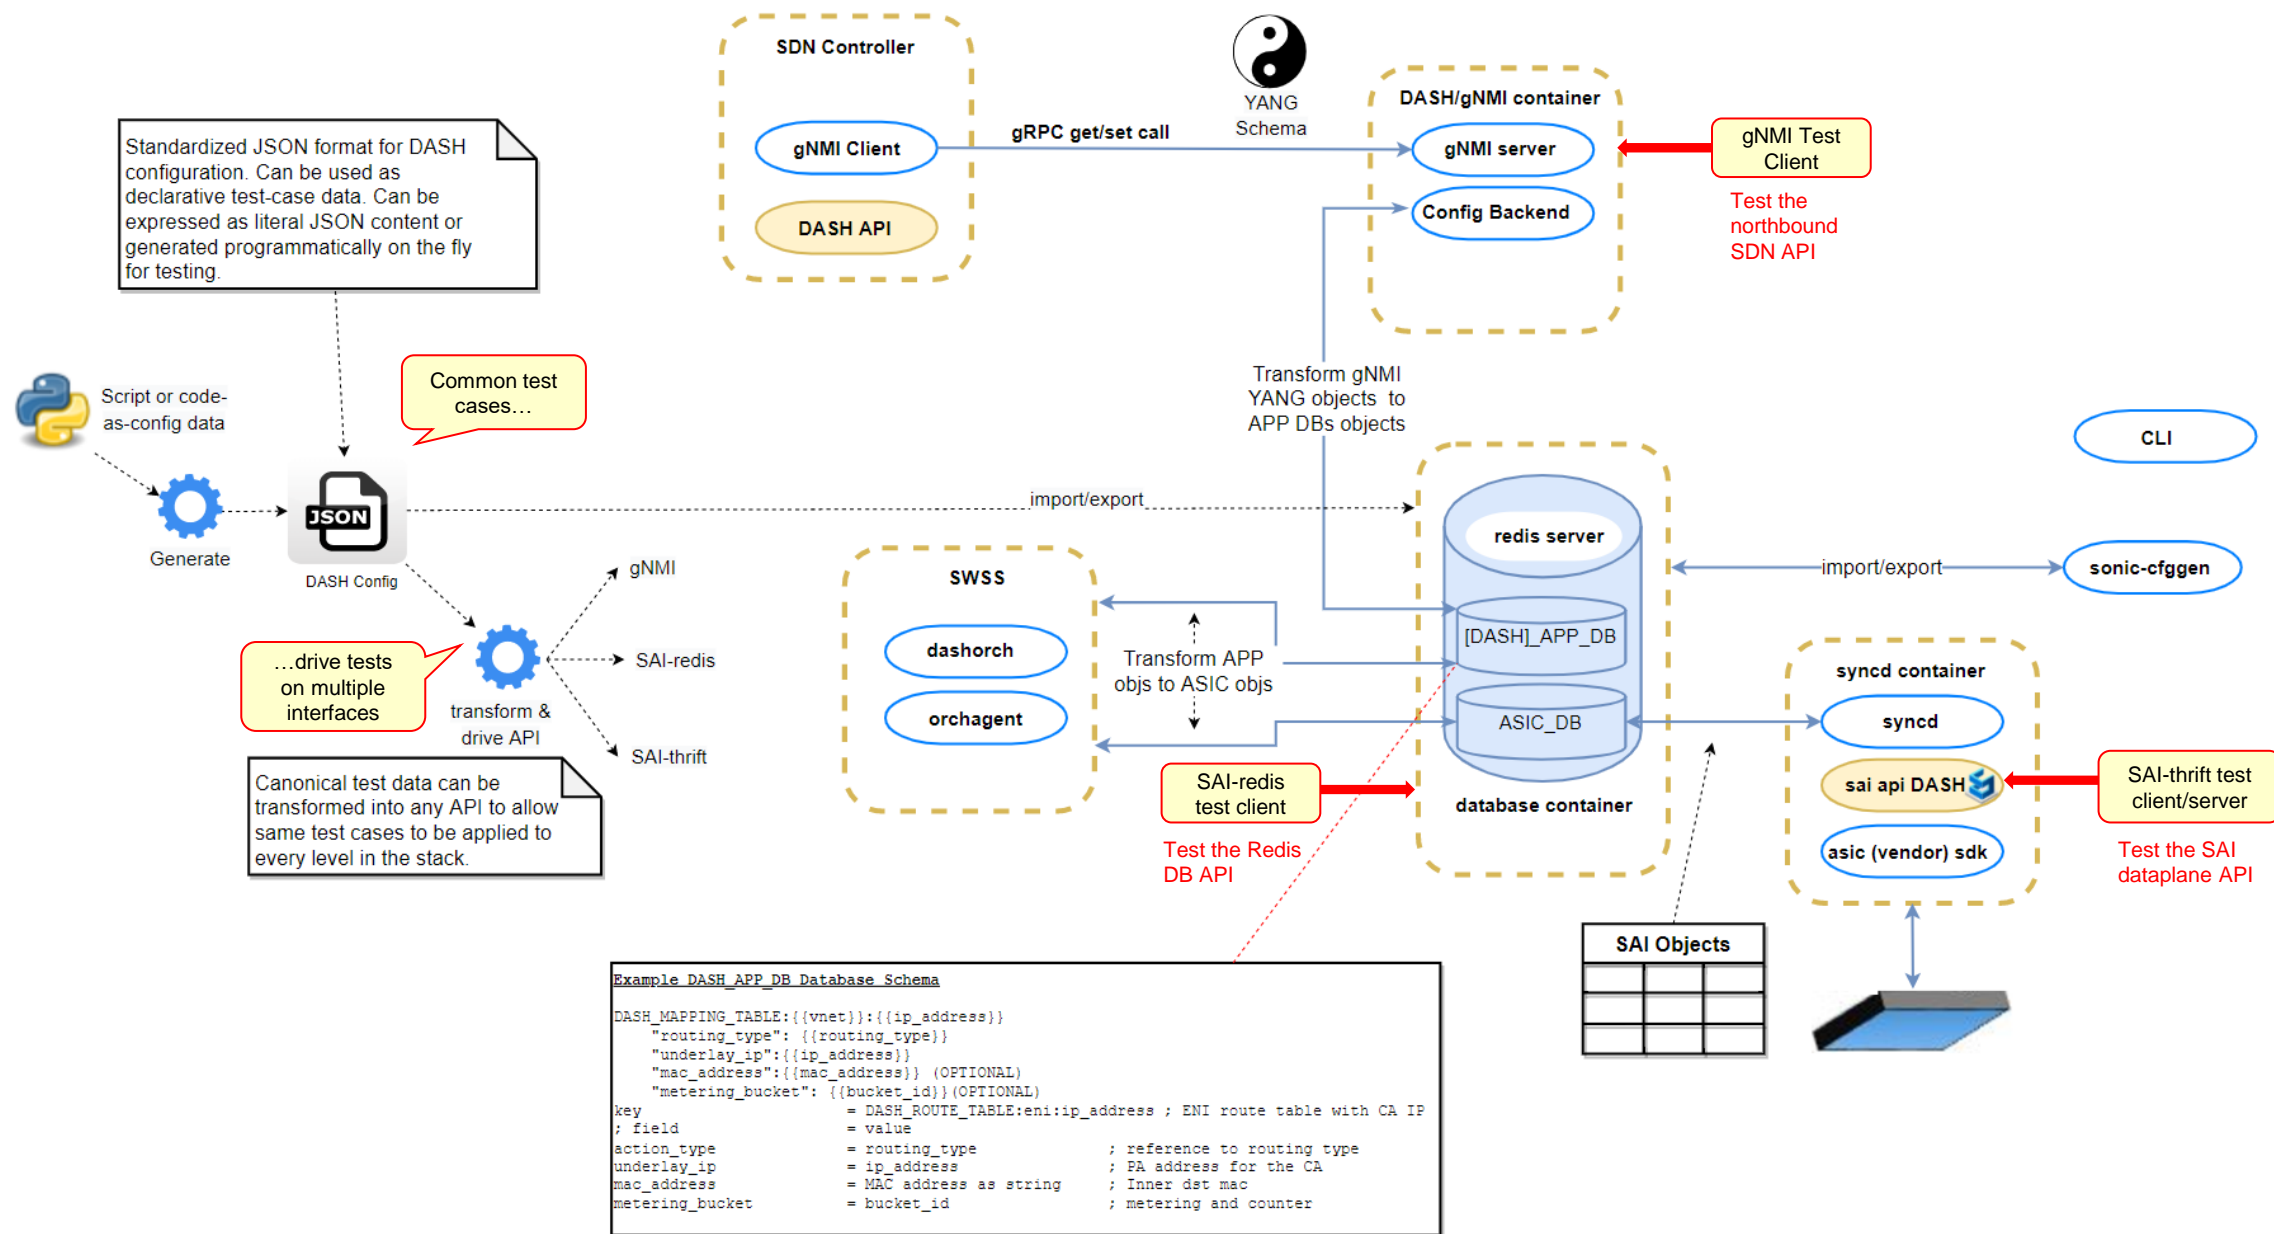 SDN Controller
gNMI Client
DASH API
gRPC get/set call
YANG
Schema
DASH/gNMI container
gNMI server
Config Backend
gNMI Test
Client
Test the
northbound
SDN API
Standardized JSON format for DASH
configuration. Can be used as
declarative test-case data. Can be
expressed as literal JSON content or
generated programmatically on the fly
for testing.
Common test
cases…
Script or code-
as-config data
Generate
JSON
DASH Config
import/export
Transform gNMI
YANG objects to
APP DBs objects
gNMI
SAI-redis
SAI-thrift
…drive tests
on multiple
interfaces
transform &
drive API
Canonical test data can be
transformed into any API to allow
same test cases to be applied to
every level in the stack.
SWSS
dashorch
orchagent
Transform APP
objs to ASIC objs
redis server
[DASH]_APP_DB
ASIC_DB
database container
SAI-redis
test client
Test the Redis
DB API
CLI
import/export
sonic-cfggen
syncd container
syncd
sai api DASH
asic (vendor) sdk
SAI-thrift test
client/server
Test the SAI
dataplane API
SAI Objects
Example DASH_APP_DB Database Schema
DASH_MAPPING_TABLE:{{vnet}}:{{ip_address}}
"routing_type": {{routing_type}}
"underlay_ip":{{ip_address}}
"mac_address":{{mac_address}} (OPTIONAL)
"metering_bucket": {{bucket_id}}(OPTIONAL)
key = DASH_ROUTE_TABLE:eni:ip_address ; ENI route table with CA IP
; field = value
action_type = routing_type ; reference to routing type
underlay_ip = ip_address ; PA address for the CA
mac_address = MAC address as string ; Inner dst mac
metering_bucket = bucket_id ; metering and counter